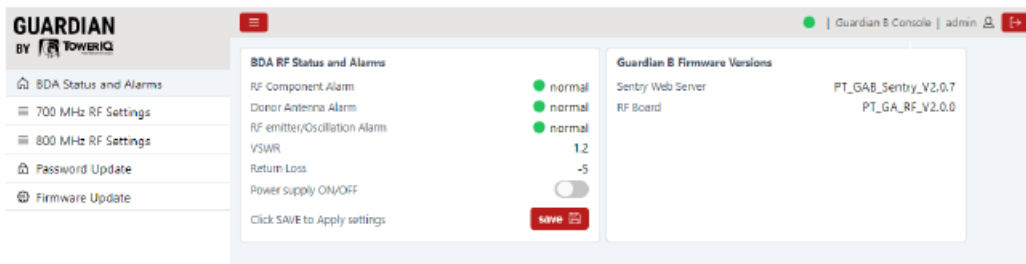 GUARDIAN
BY TOWERIQ
| Guardian B Console | admin
BDA Status and Alarms
700 MHz RF Settings
800 MHz RF Settings
Password Update
Firmware Update
BDA RF Status and Alarms
RF Component Alarm normal
Donor Antenna Alarm normal
RF emitter/Oscillation Alarm normal
VSWR 1.2
Return Loss -5
Power supply ON/OFF
Click SAVE to Apply settings save
Guardian B Firmware Versions
Sentry Web Server PT_GAB_Sentry_V2.0.7
RF Board PT_GA_RF_V2.0.0